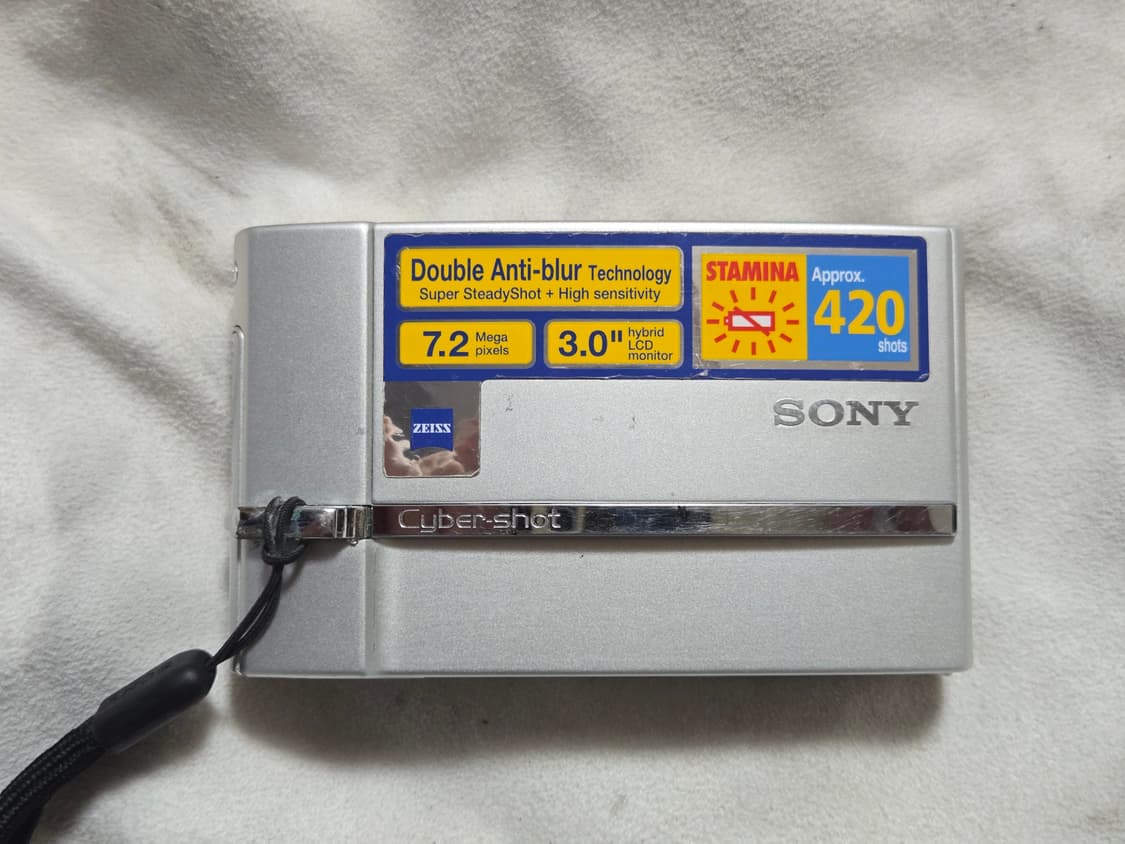 Double Anti-blur Technology
Super SteadyShot + High sensitivity
7.2 Mega pixels
3.0" hybrid LCD monitor
STAMINA
Approx.
420
shots
ZEISS
SONY
Cyber-shot